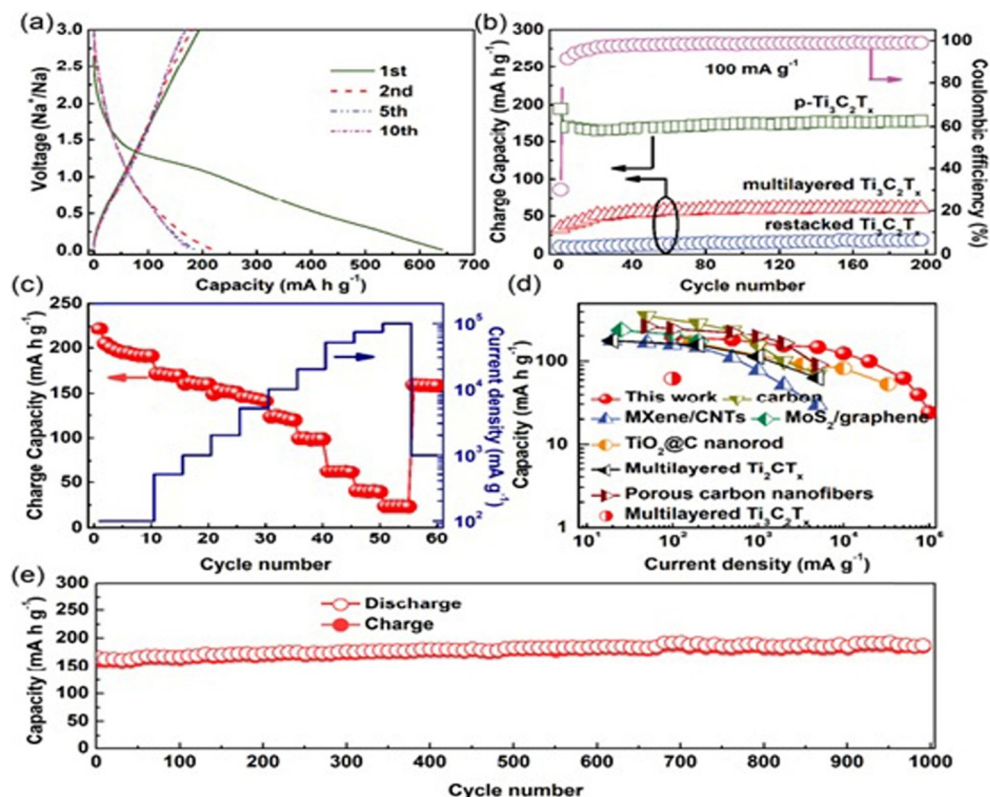 (a)
3.0
2.0
1.0
0.0
Voltage (Na⁺/Na)
1st
2nd
5th
10th
0 100 200 300 400 500 600 700
Capacity (mA h g⁻¹)
(b)
300
250
200
150
100
50
0
Charge Capacity (mA h g⁻¹)
100 mA g⁻¹
p-Ti₃C₂Tₓ
multilayered Ti₃C₂Tₓ
restacked Ti₃C₂Tₓ
100
80
60
40
20
0
Coulombic efficiency (%)
0 40 80 120 160 200
Cycle number
(c)
250
200
150
100
50
0
Charge Capacity (mA h g⁻¹)
10⁵
10⁴
10³
10²
Current density (mA g⁻¹)
0 10 20 30 40 50 60
Cycle number
(d)
100
10
1
Capacity (mA h g⁻¹)
This work carbon
MXene/CNTs MoS₂/graphene
TiO₂@C nanorod
Multilayered Ti₂CTₓ
Porous carbon nanofibers
Multilayered Ti₃C₂Tₓ
10¹ 10² 10³ 10⁴ 10⁵
Current density (mA g⁻¹)
(e)
300
250
200
150
100
50
0
Capacity (mA h g⁻¹)
Discharge
Charge
0 100 200 300 400 500 600 700 800 900 1000
Cycle number